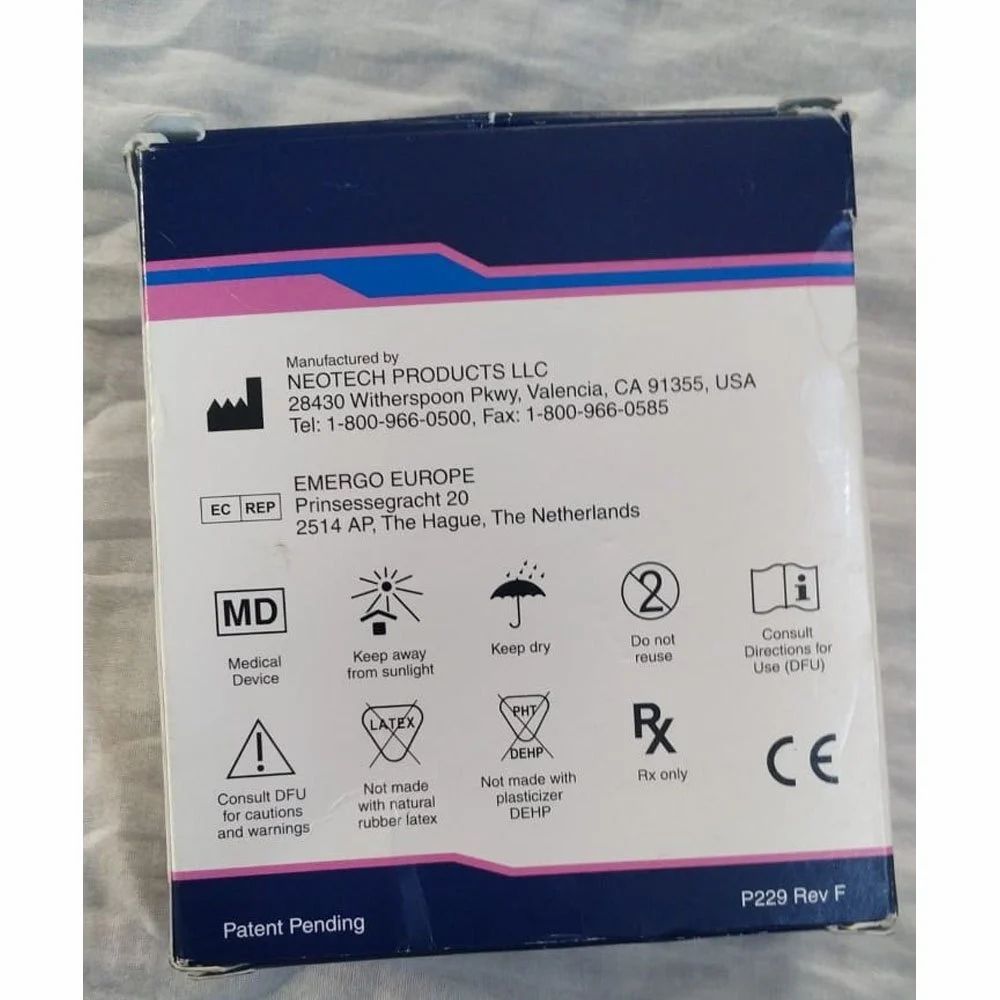 Manufactured by
NEOTECH PRODUCTS LLC
28430 Witherspoon Pkwy, Valencia, CA 91355, USA
Tel: 1-800-966-0500, Fax: 1-800-966-0585
EC REP
EMERGO EUROPE
Prinsessegracht 20
2514 AP, The Hague, The Netherlands
MD
Medical
Device
Keep away
from sunlight
Keep dry
2
Do not
reuse
i
Consult
Directions for
Use (DFU)
!
Consult DFU
for cautions
and warnings
LATEX
Not made
with natural
rubber latex
PHT
DEHP
Not made with
plasticizer
DEHP
Rx
Rx only
CE
Patent Pending
P229 Rev F